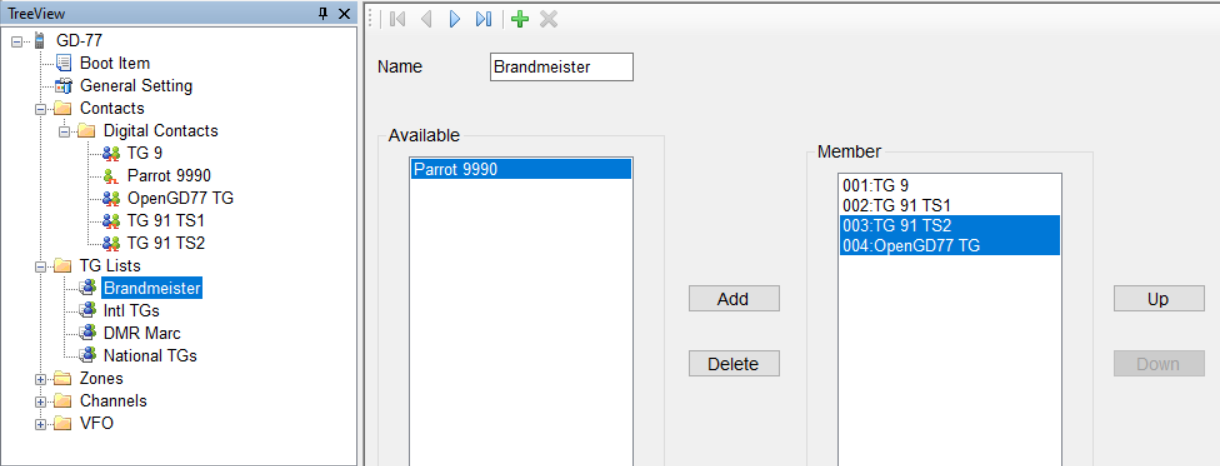 TreeView
GD-77
Boot Item
General Setting
Contacts
Digital Contacts
TG 9
Parrot 9990
OpenGD77 TG
TG 91 TS1
TG 91 TS2
TG Lists
Brandmeister
Intl TGs
DMR Marc
National TGs
Zones
Channels
VFO
Name
Brandmeister
Available
Parrot 9990
Add
Delete
Member
001:TG 9
002:TG 91 TS1
003:TG 91 TS2
004:OpenGD77 TG
Up
Down